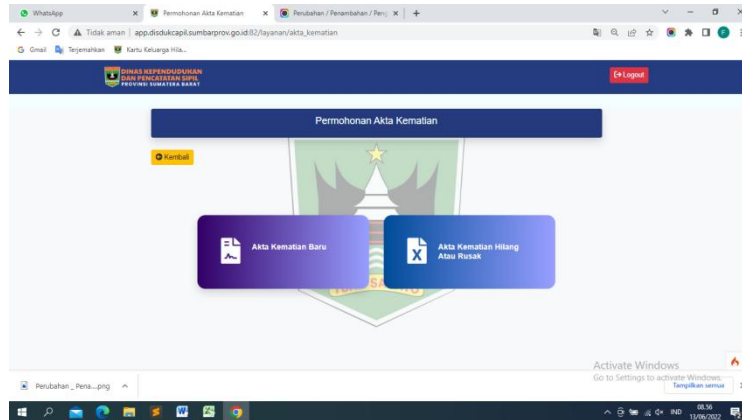 WhatsApp
Permohonan Akta Kematian
Perubahan / Penambahan / Peng
Tidak aman
app.disdukcapil.sumbarprov.go.id:82/layanan/akta_kematian
Gmail
Terjemahkan
Kartu Keluarga Hila...
DINAS KEPENDUDUKAN
DAN PENCATATAN SIPIL
PROVINSI SUMATERA BARAT
Logout
Permohonan Akta Kematian
Kembali
Akta Kematian Baru
Akta Kematian Hilang
Atau Rusak
Activate Windows
Go to Settings to activate Windows.
Perubahan _ Pena....png
Tampilkan semua
IND
08.56
13/06/2022